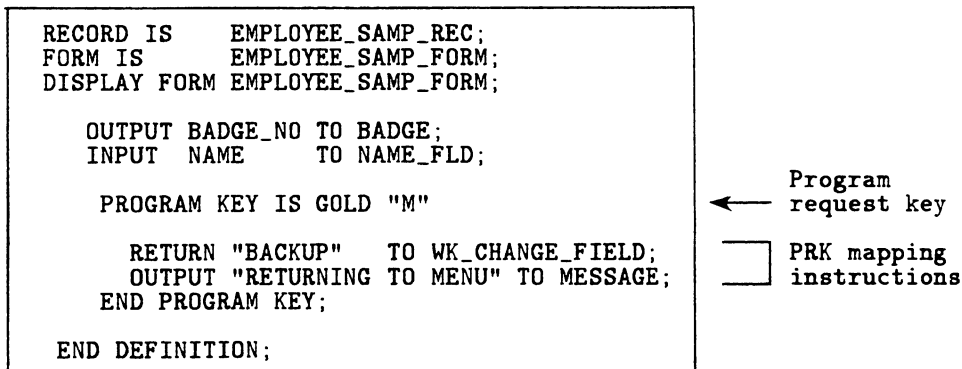 RECORD IS EMPLOYEE_SAMP_REC;
FORM IS EMPLOYEE_SAMP_FORM;
DISPLAY FORM EMPLOYEE_SAMP_FORM;
OUTPUT BADGE_NO TO BADGE;
INPUT NAME TO NAME_FLD;
PROGRAM KEY IS GOLD "M"
RETURN "BACKUP" TO WK_CHANGE_FIELD;
OUTPUT "RETURNING TO MENU" TO MESSAGE;
END PROGRAM KEY;
END DEFINITION;
Program
request key
PRK mapping
instructions